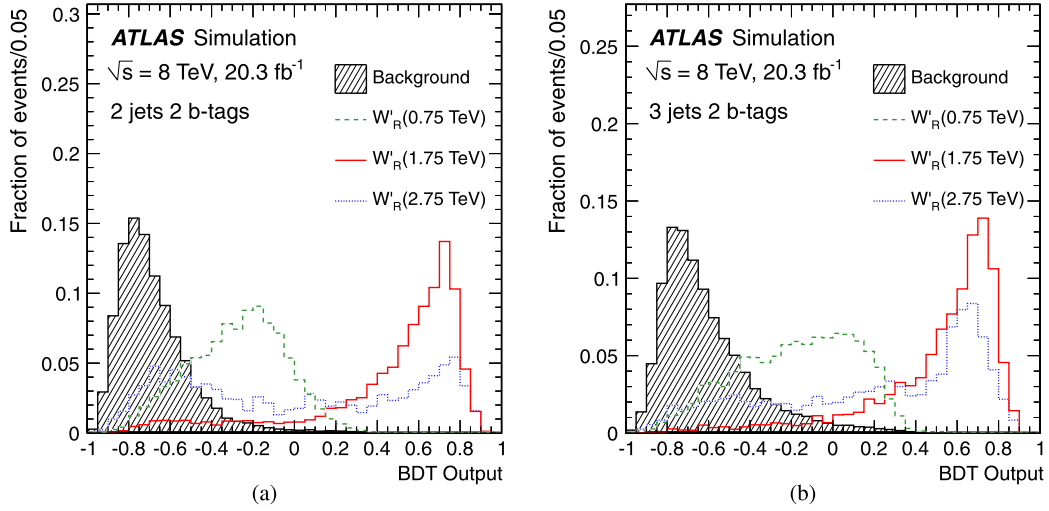 Fraction of events/0.05
0.3
0.25
0.2
0.15
0.1
0.05
0
ATLAS Simulation
√s = 8 TeV, 20.3 fb⁻¹
2 jets 2 b-tags
Background
W'R(0.75 TeV)
W'R(1.75 TeV)
W'R(2.75 TeV)
-1 -0.8 -0.6 -0.4 -0.2 0 0.2 0.4 0.6 0.8 1
BDT Output
(a)
Fraction of events/0.05
0.25
0.2
0.15
0.1
0.05
0
ATLAS Simulation
√s = 8 TeV, 20.3 fb⁻¹
3 jets 2 b-tags
Background
W'R(0.75 TeV)
W'R(1.75 TeV)
W'R(2.75 TeV)
-1 -0.8 -0.6 -0.4 -0.2 0 0.2 0.4 0.6 0.8 1
BDT Output
(b)